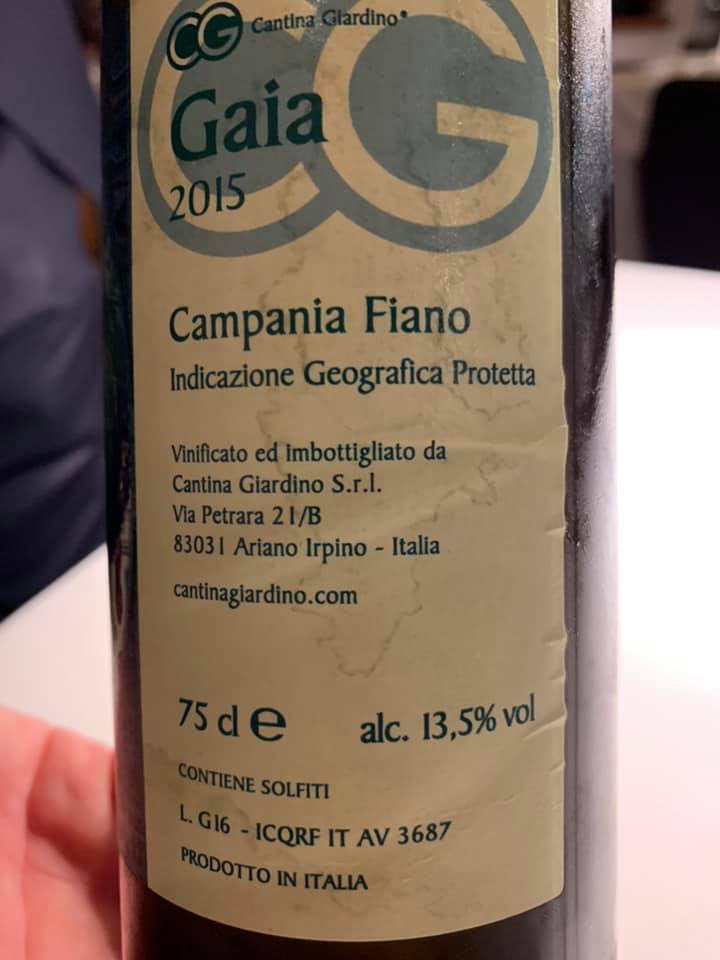 CG Cantina Giardino®
CG
Gaia
2015
Campania Fiano
Indicazione Geografica Protetta
Vinificato ed imbottigliato da
Cantina Giardino S.r.l.
Via Petrara 21/B
83031 Ariano Irpino - Italia
cantinagiardino.com
75 cl e alc. 13,5% vol
CONTIENE SOLFITI
L. G16 - ICQRF IT AV 3687
PRODOTTO IN ITALIA